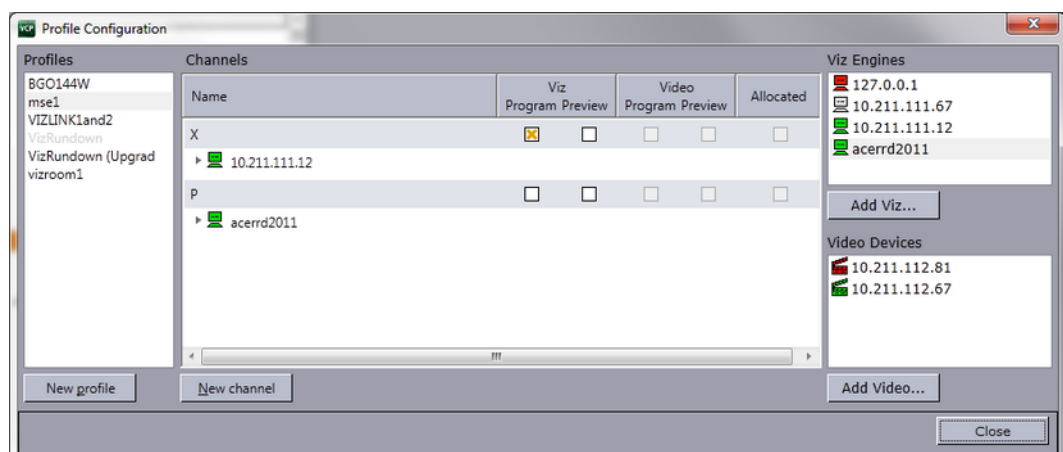 VCP Profile Configuration
Profiles
BGO144W
mse1
VIZLINK1and2
VizRundown
VizRundown (Upgrad
vizroom1
New profile
Channels
Name
Viz
Program Preview
Video
Program Preview
Allocated
X
10.211.111.12
P
acerrd2011
New channel
Viz Engines
127.0.0.1
10.211.111.67
10.211.111.12
acerrd2011
Add Viz...
Video Devices
10.211.112.81
10.211.112.67
Add Video...
Close